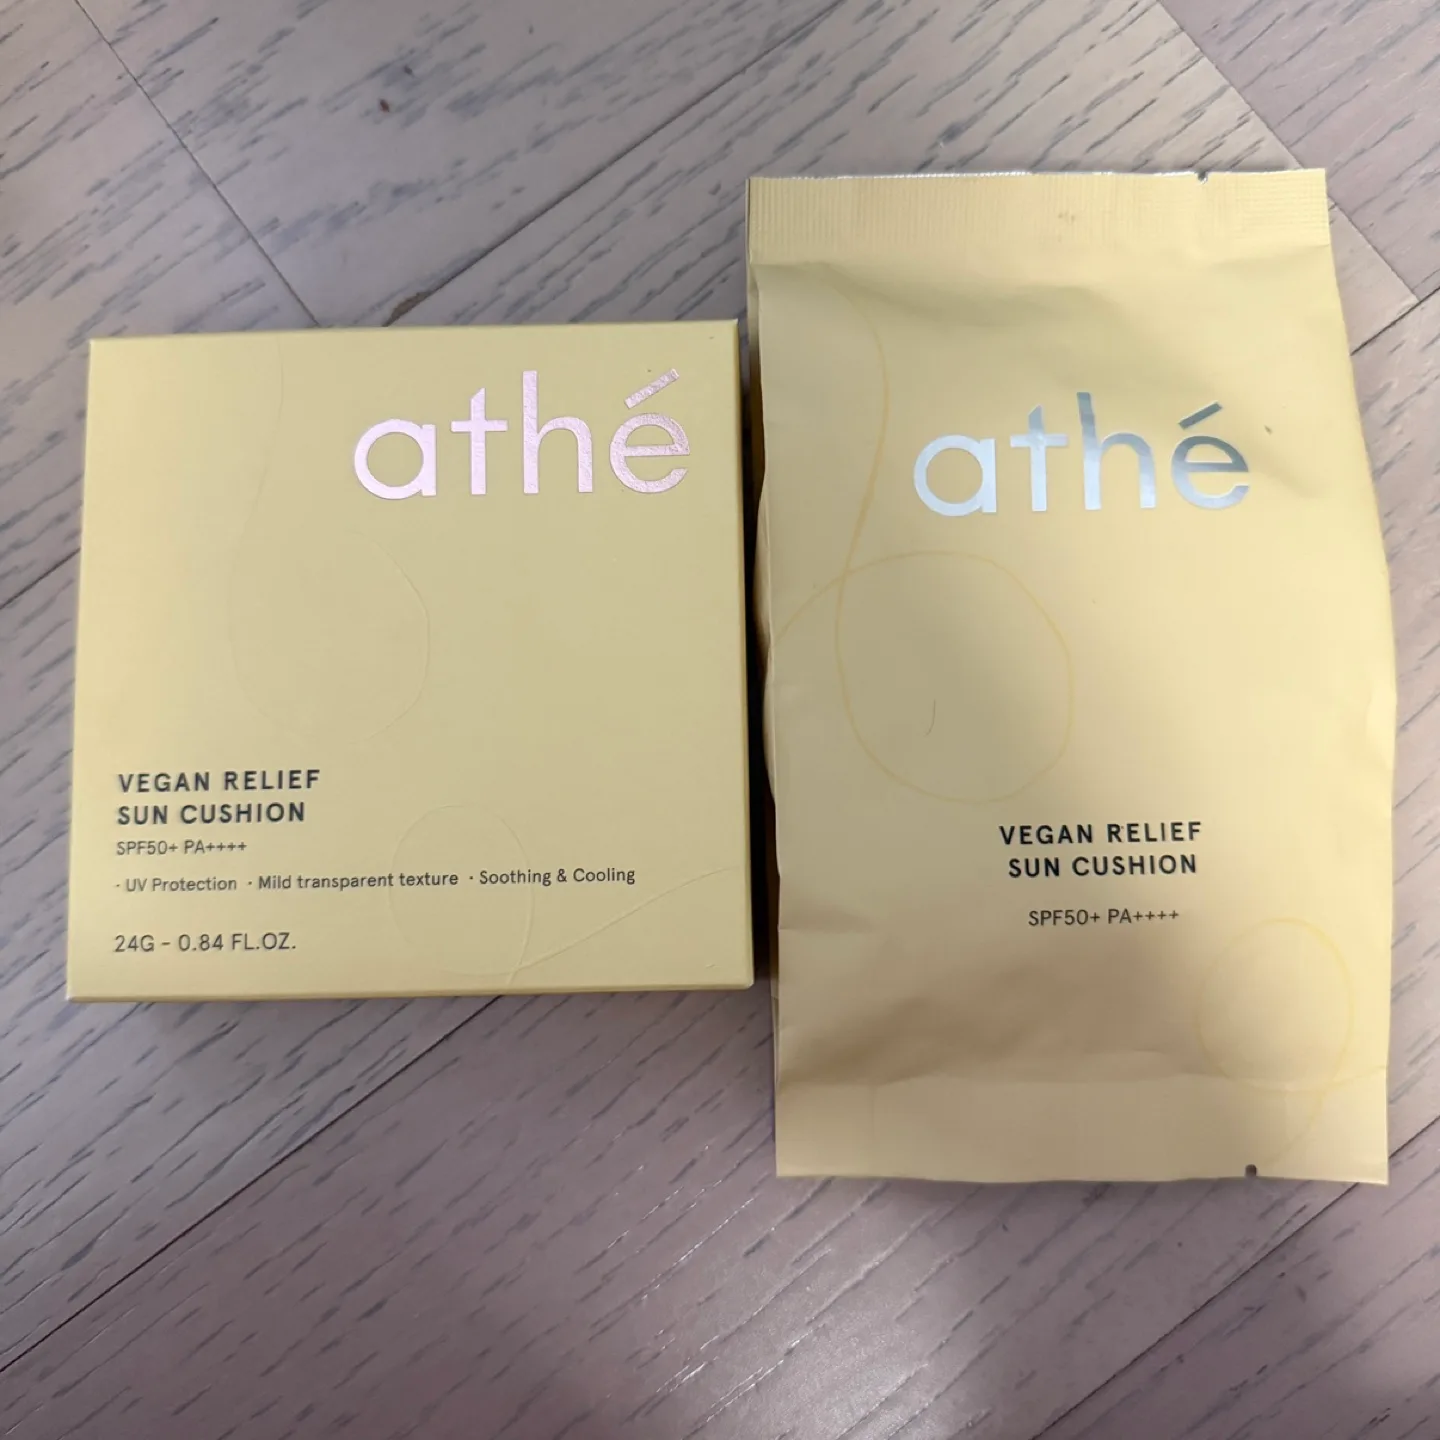 athé
VEGAN RELIEF
SUN CUSHION
SPF50+ PA++++
· UV Protection · Mild transparent texture · Soothing & Cooling
24G - 0.84 FL.OZ.
athé
VEGAN RELIEF
SUN CUSHION
SPF50+ PA++++